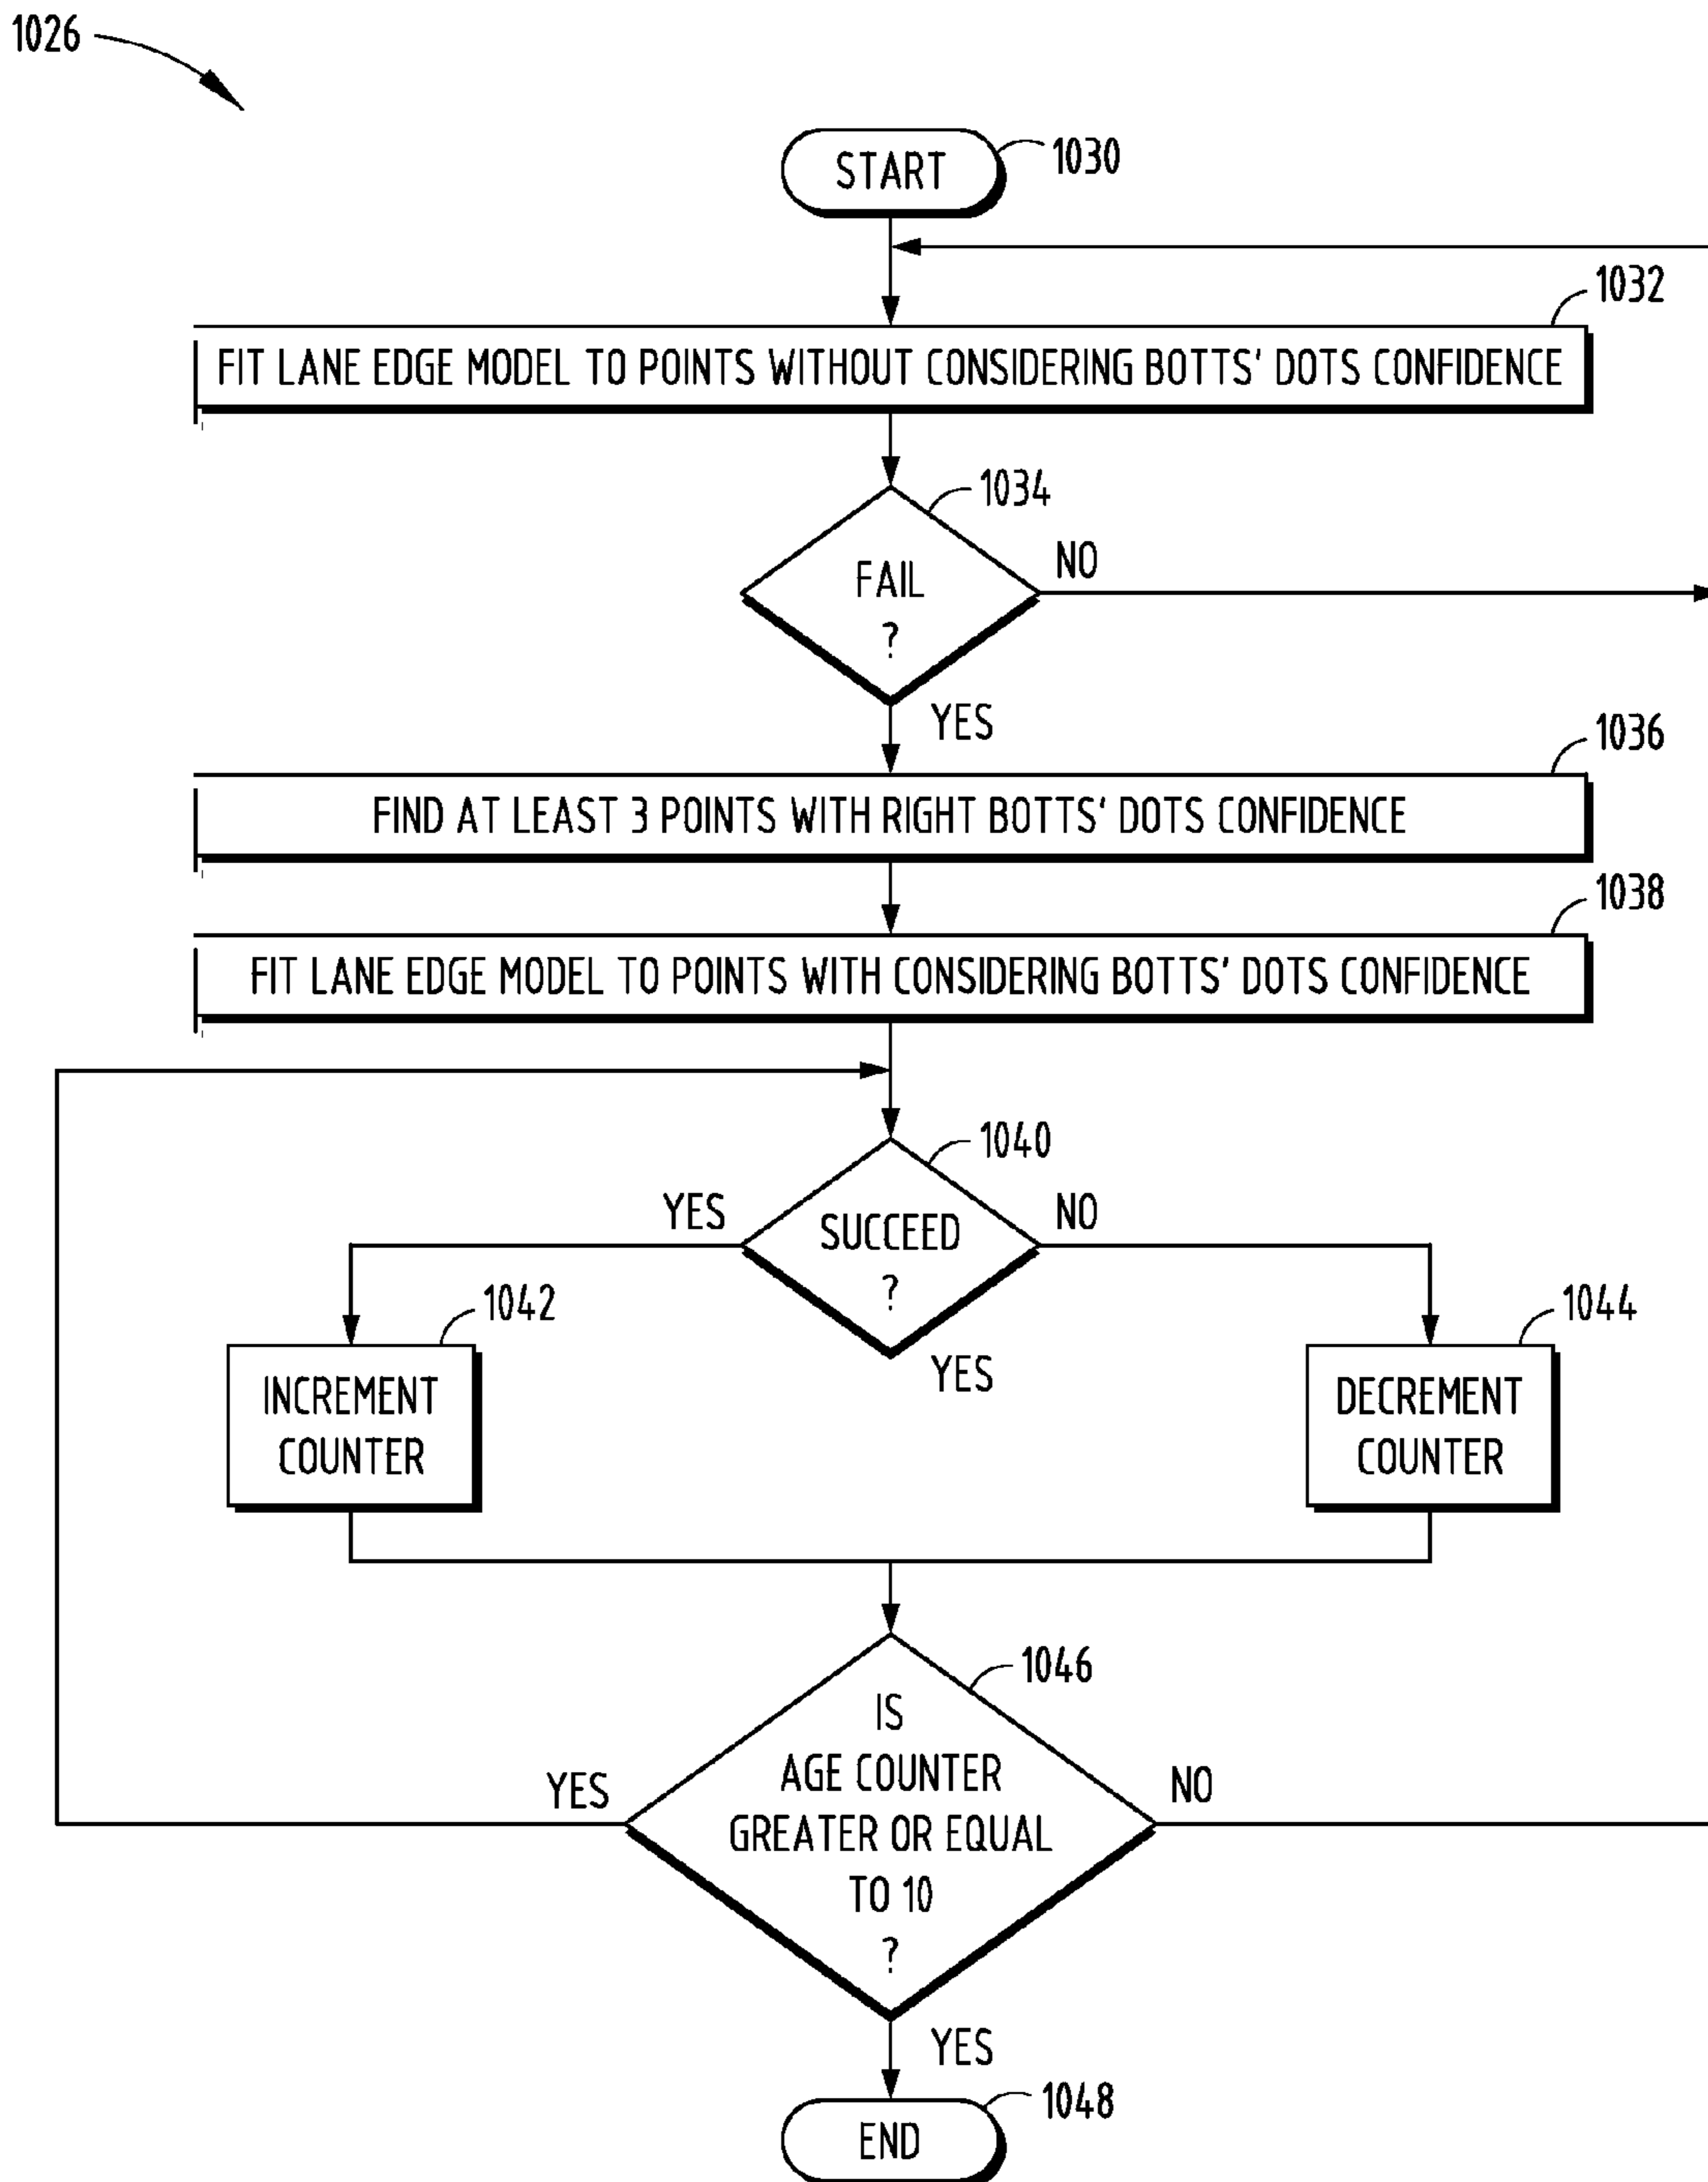 1026
START
1030
1032
FIT LANE EDGE MODEL TO POINTS WITHOUT CONSIDERING BOTTS' DOTS CONFIDENCE
1034
FAIL
?
NO
YES
1036
FIND AT LEAST 3 POINTS WITH RIGHT BOTTS' DOTS CONFIDENCE
1038
FIT LANE EDGE MODEL TO POINTS WITH CONSIDERING BOTTS' DOTS CONFIDENCE
1040
YES
SUCCEED
?
NO
YES
1042
INCREMENT
COUNTER
1044
DECREMENT
COUNTER
1046
IS
AGE COUNTER
GREATER OR EQUAL
TO 10
?
YES
NO
YES
END
1048